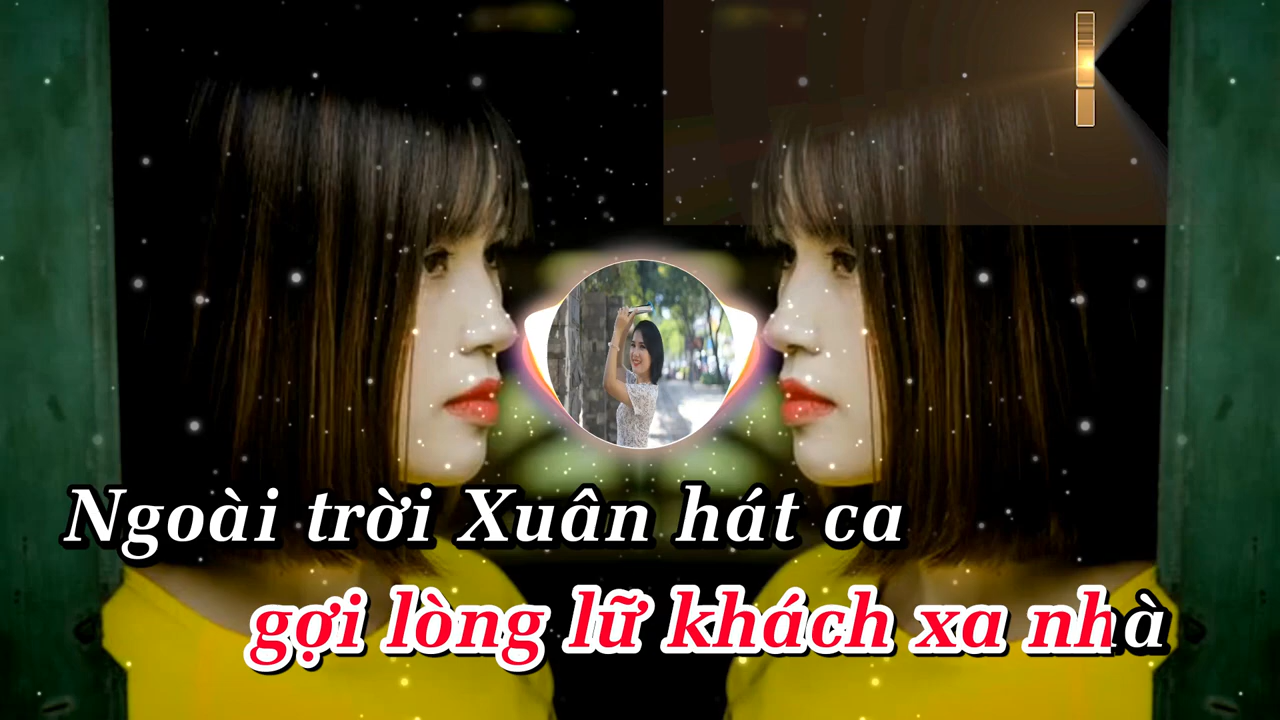 Ngoài trời Xuân hát ca
gợi lòng lữ khách xa nhà